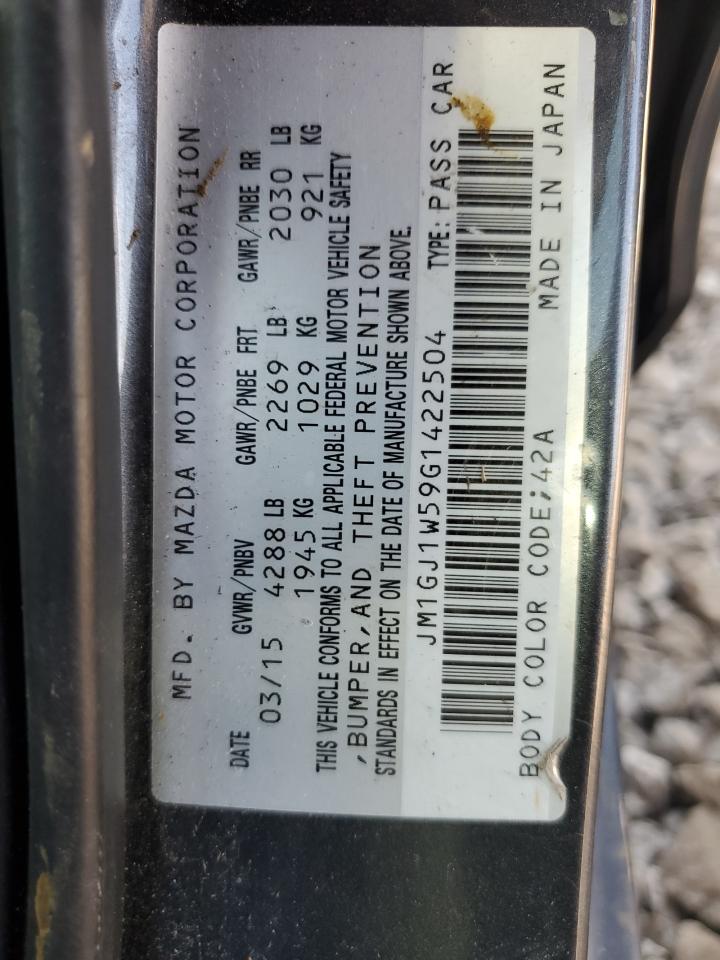 MFD. BY MAZDA MOTOR CORPORATION
DATE GVWR/PNBV GAWR/PNBE FRT GAWR/PNBE RR
03/15 4288 LB 2269 LB 2030 LB
1945 KG 1029 KG 921 KG
THIS VEHICLE CONFORMS TO ALL APPLICABLE FEDERAL MOTOR VEHICLE SAFETY
,BUMPER,AND THEFT PREVENTION
STANDARDS IN EFFECT ON THE DATE OF MANUFACTURE SHOWN ABOVE.
JM1GJ1W59G1422504 TYPE: PASS CAR
BODY COLOR CODE;42A MADE IN JAPAN